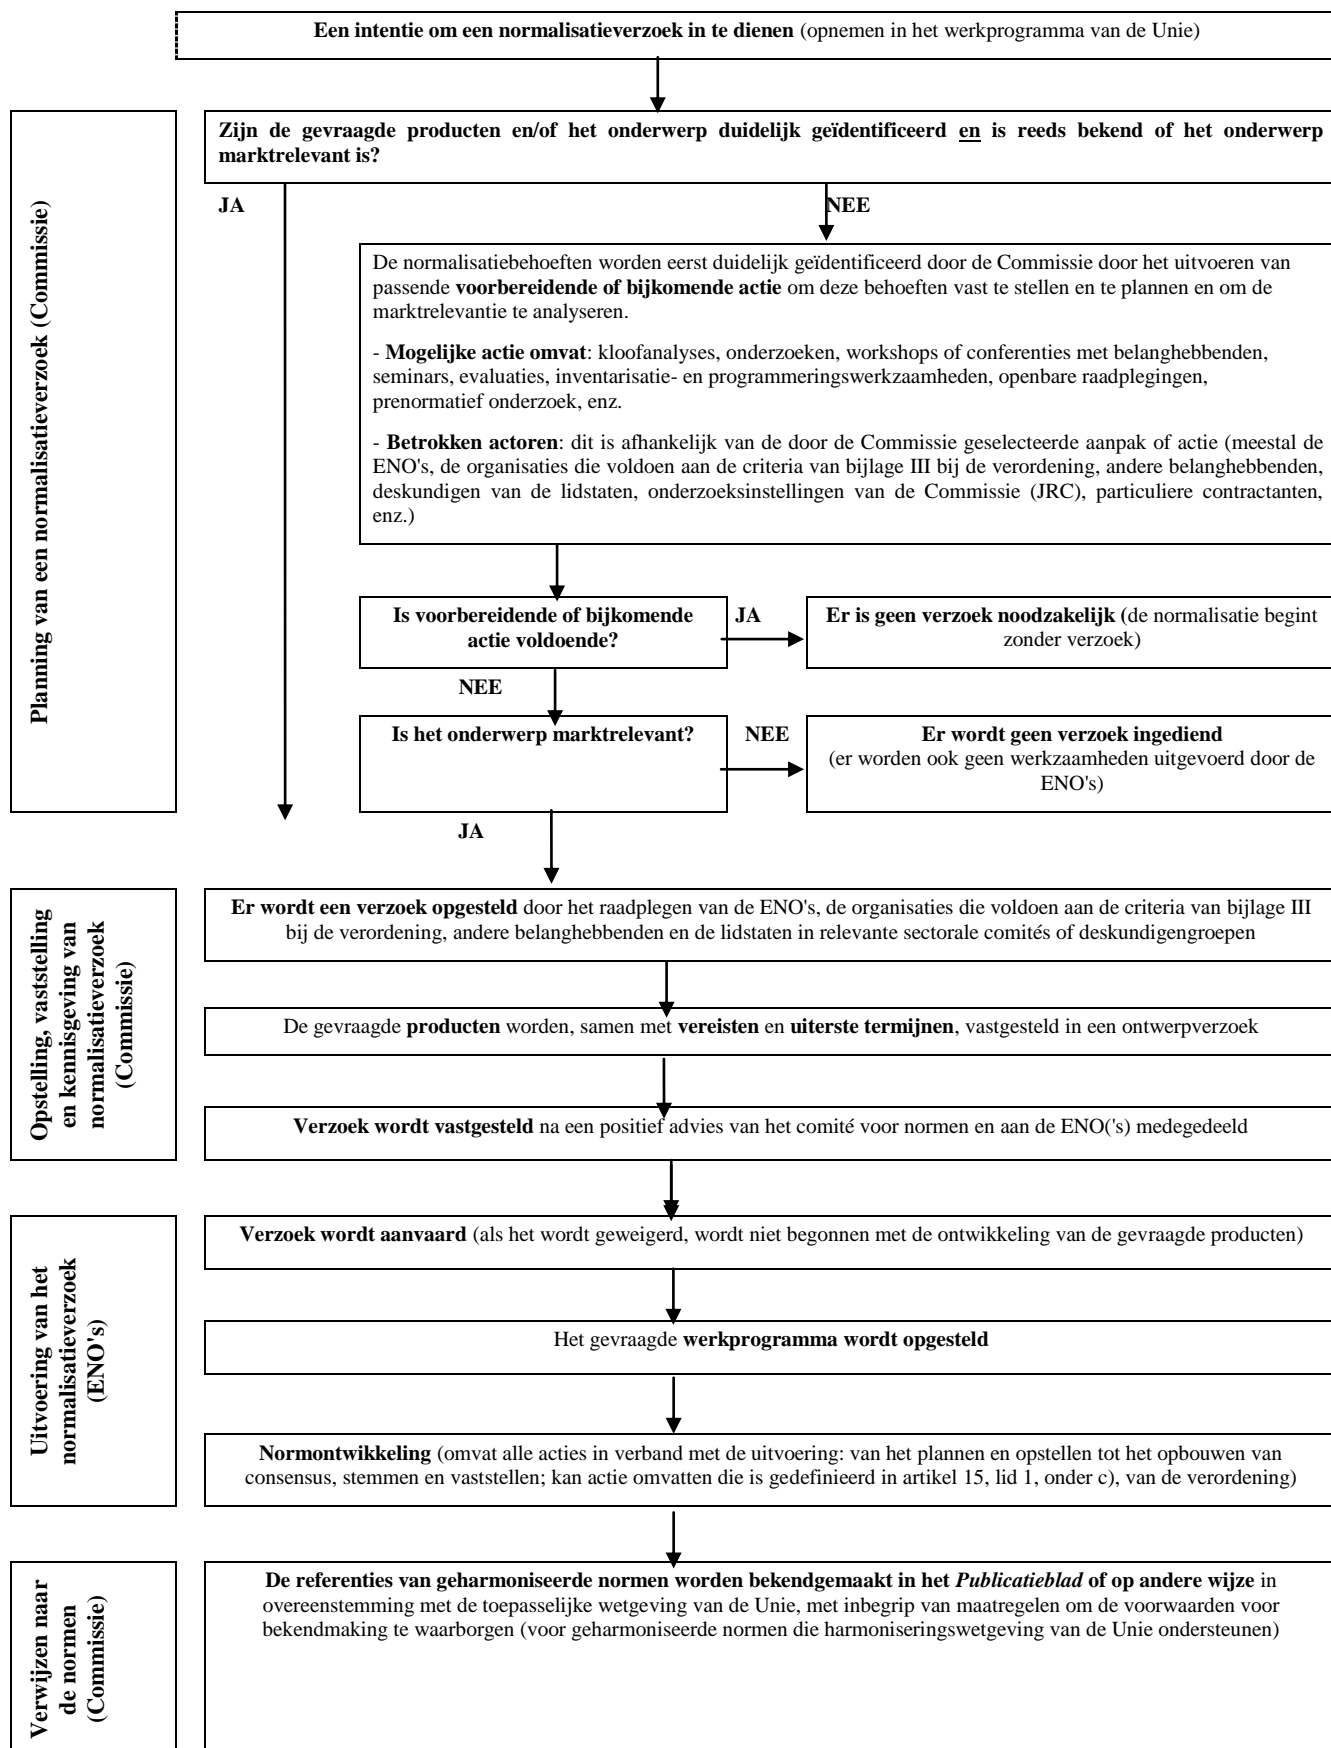 Een intentie om een normalisatieverzoek in te dienen (opnemen in het werkprogramma van de Unie)
Planning van een normalisatieverzoek (Commissie)
Zijn de gevraagde producten en/of het onderwerp duidelijk geïdentificeerd en is reeds bekend of het onderwerp
marktrelevant is?
JA
NEE
De normalisatiebehoeften worden eerst duidelijk geïdentificeerd door de Commissie door het uitvoeren van
passende voorbereidende of bijkomende actie om deze behoeften vast te stellen en te plannen en om de
marktrelevantie te analyseren.
- Mogelijke actie omvat: kloofanalyses, onderzoeken, workshops of conferenties met belanghebbenden,
seminars, evaluaties, inventarisatie- en programmeringswerkzaamheden, openbare raadplegingen,
prenormatief onderzoek, enz.
- Betrokken actoren: dit is afhankelijk van de door de Commissie geselecteerde aanpak of actie (meestal de
ENO's, de organisaties die voldoen aan de criteria van bijlage III bij de verordening, andere belanghebbenden,
deskundigen van de lidstaten, onderzoeksinstellingen van de Commissie (JRC), particuliere contractanten,
enz.)
Is voorbereidende of bijkomende
actie voldoende?
JA
Er is geen verzoek noodzakelijk (de normalisatie begint
zonder verzoek)
NEE
Is het onderwerp marktrelevant?
NEE
Er wordt geen verzoek ingediend
(er worden ook geen werkzaamheden uitgevoerd door de
ENO's)
JA
Opstelling, vaststelling
en kennisgeving van
normalisatieverzoek
(Commissie)
Er wordt een verzoek opgesteld door het raadplegen van de ENO's, de organisaties die voldoen aan de criteria van bijlage III
bij de verordening, andere belanghebbenden en de lidstaten in relevante sectorale comités of deskundigengroepen
De gevraagde producten worden, samen met vereisten en uiterste termijnen, vastgesteld in een ontwerpverzoek
Verzoek wordt vastgesteld na een positief advies van het comité voor normen en aan de ENO('s) medegedeeld
Uitvoering van het
normalisatieverzoek
(ENO's)
Verzoek wordt aanvaard (als het wordt geweigerd, wordt niet begonnen met de ontwikkeling van de gevraagde producten)
Het gevraagde werkprogramma wordt opgesteld
Normontwikkeling (omvat alle acties in verband met de uitvoering: van het plannen en opstellen tot het opbouwen van
consensus, stemmen en vaststellen; kan actie omvatten die is gedefinieerd in artikel 15, lid 1, onder c), van de verordening)
Verwijzen naar
de normen
(Commissie)
De referenties van geharmoniseerde normen worden bekendgemaakt in het Publicatieblad of op andere wijze in
overeenstemming met de toepasselijke wetgeving van de Unie, met inbegrip van maatregelen om de voorwaarden voor
bekendmaking te waarborgen (voor geharmoniseerde normen die harmoniseringswetgeving van de Unie ondersteunen)